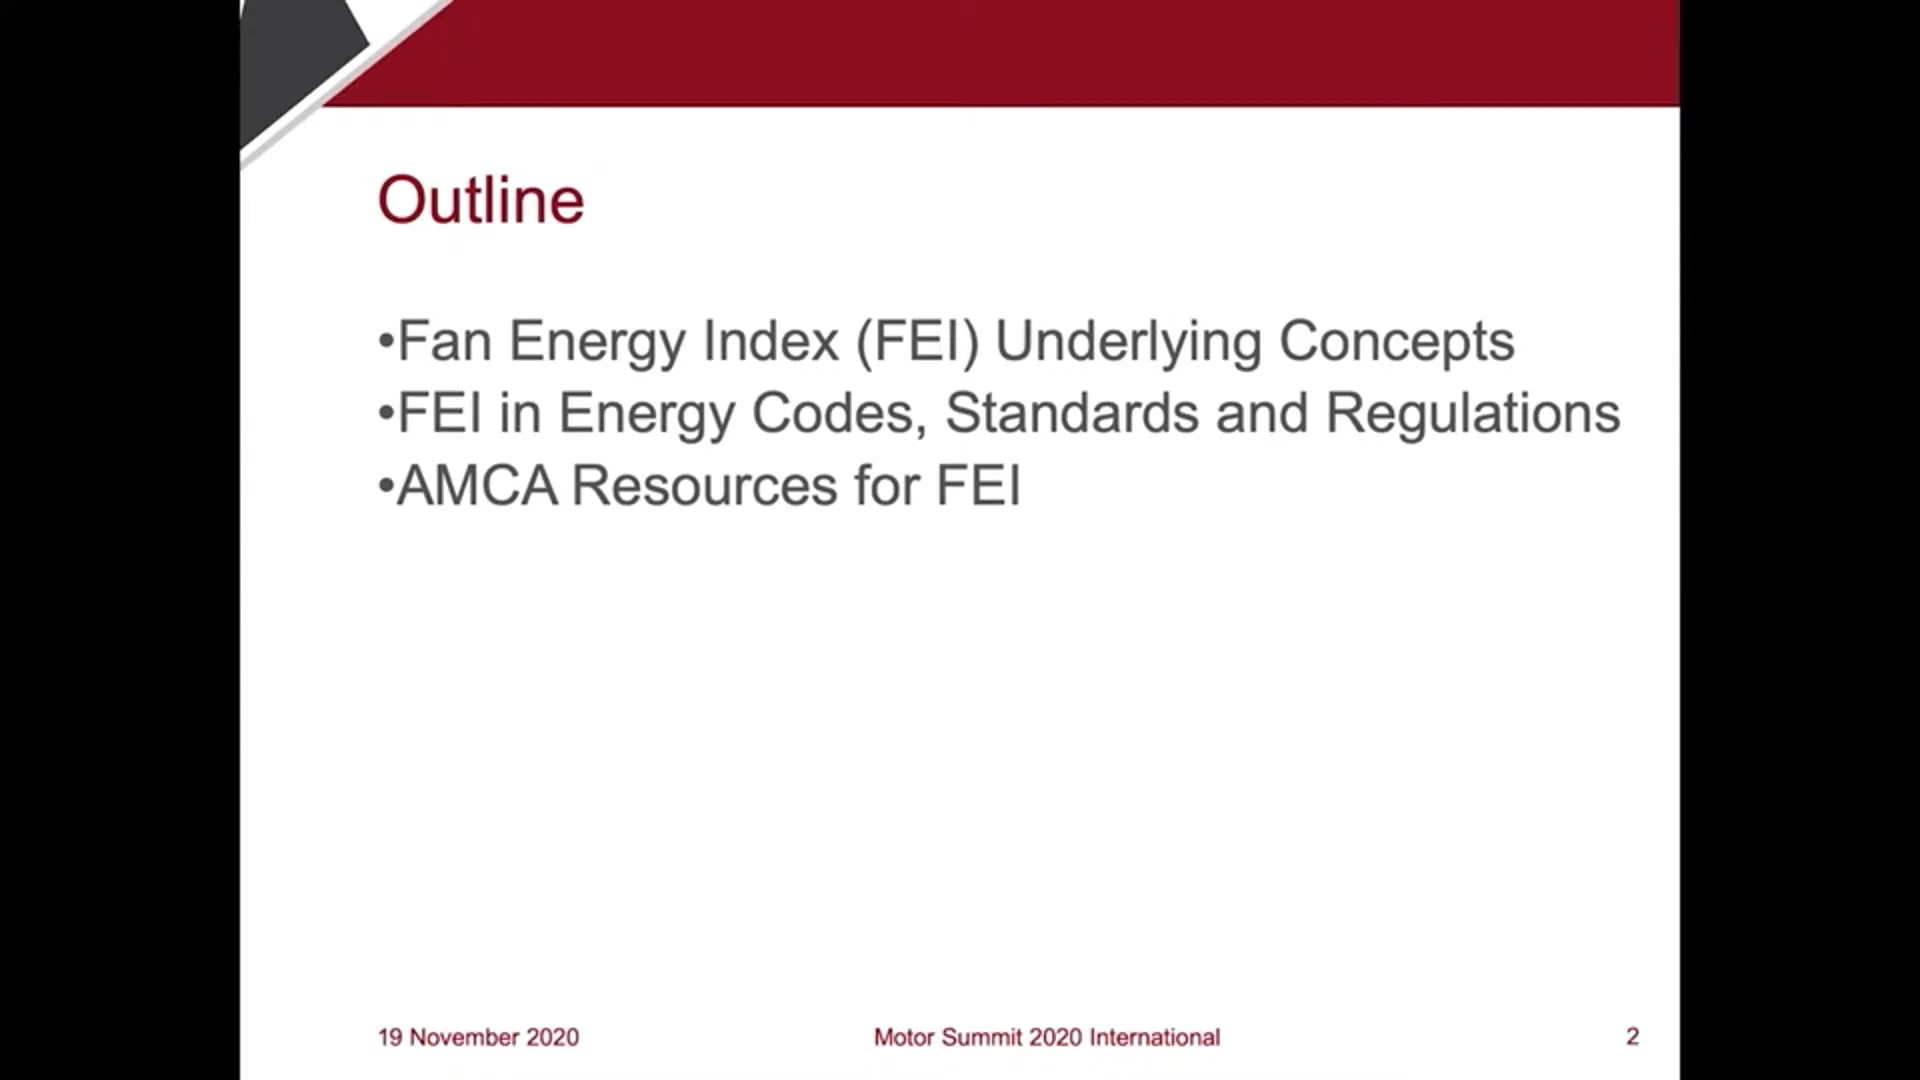 Outline
•Fan Energy Index (FEI) Underlying Concepts
•FEI in Energy Codes, Standards and Regulations
•AMCA Resources for FEI
19 November 2020
Motor Summit 2020 International
2